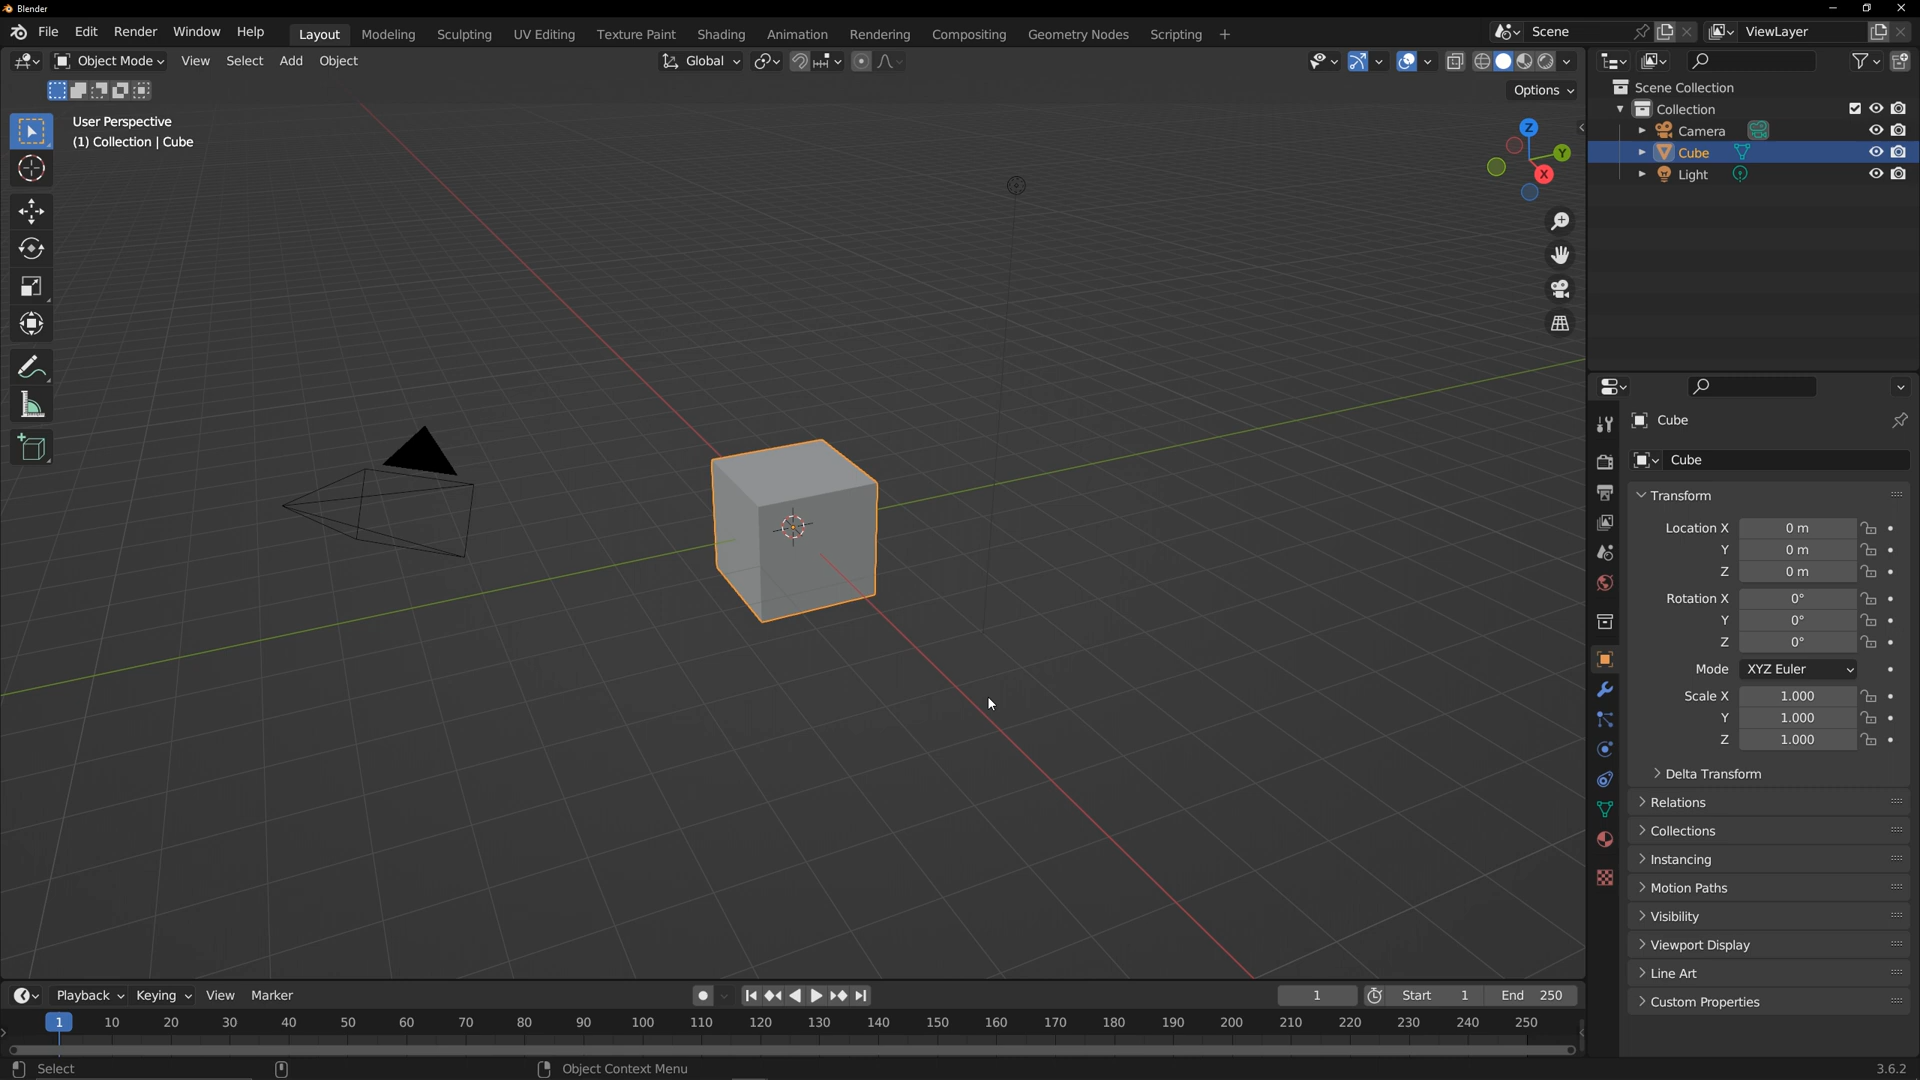 Blender
File Edit Render Window Help Layout Modeling Sculpting UV Editing Texture Paint Shading Animation Rendering Compositing Geometry Nodes Scripting + Scene ViewLayer
Object Mode View Select Add Object Global
Options
User Perspective
(1) Collection | Cube
Z
Y
X
Scene Collection
Collection
Camera
Cube
Light
Cube
Cube
Transform
Location X 0 m
Y 0 m
Z 0 m
Rotation X 0°
Y 0°
Z 0°
Mode XYZ Euler
Scale X 1.000
Y 1.000
Z 1.000
Delta Transform
Relations
Collections
Instancing
Motion Paths
Visibility
Viewport Display
Line Art
Custom Properties
Playback Keying View Marker 1 Start 1 End 250
1 10 20 30 40 50 60 70 80 90 100 110 120 130 140 150 160 170 180 190 200 210 220 230 240 250
Select Object Context Menu 3.6.2